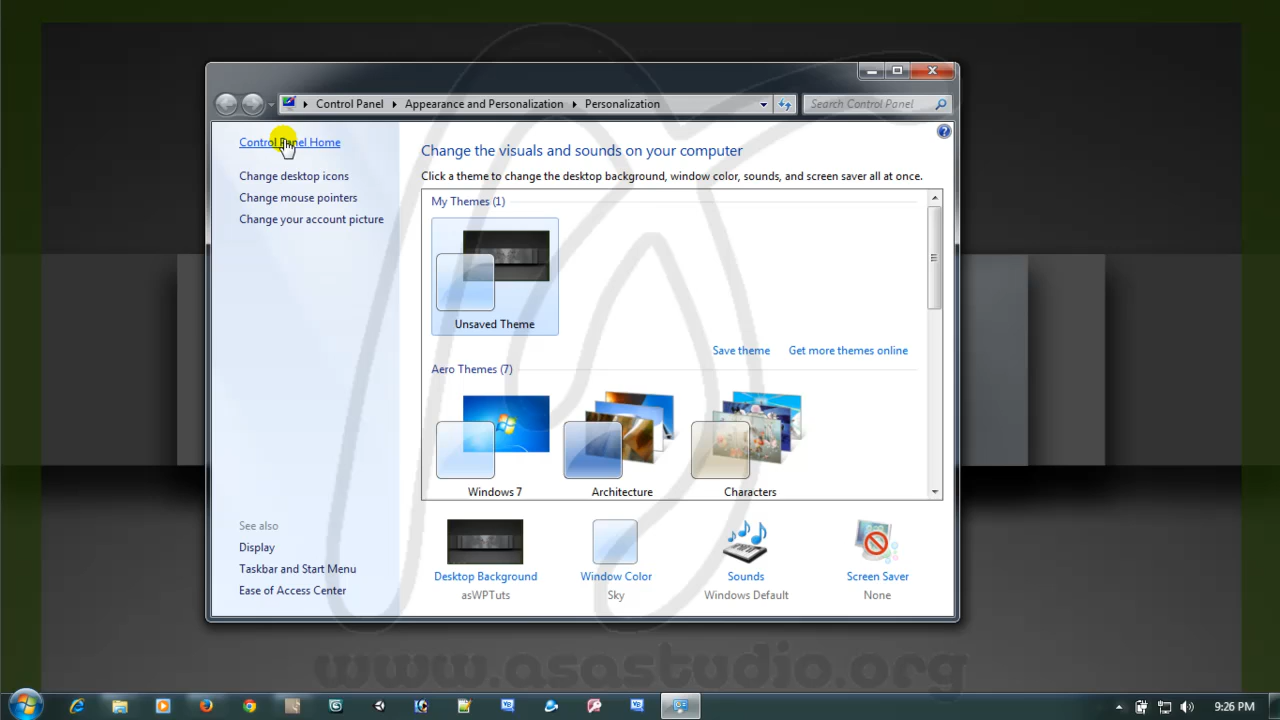 Control Panel
Appearance and Personalization
Personalization
Search Control Panel
Control Panel Home
Change desktop icons
Change mouse pointers
Change your account picture
Change the visuals and sounds on your computer
Click a theme to change the desktop background, window color, sounds, and screen saver all at once.
My Themes (1)
Unsaved Theme
Save theme
Get more themes online
Aero Themes (7)
Windows 7
Architecture
Characters
See also
Display
Taskbar and Start Menu
Ease of Access Center
Desktop Background
asWPTuts
Window Color
Sky
Sounds
Windows Default
Screen Saver
None
www.asastudio.org
9:26 PM